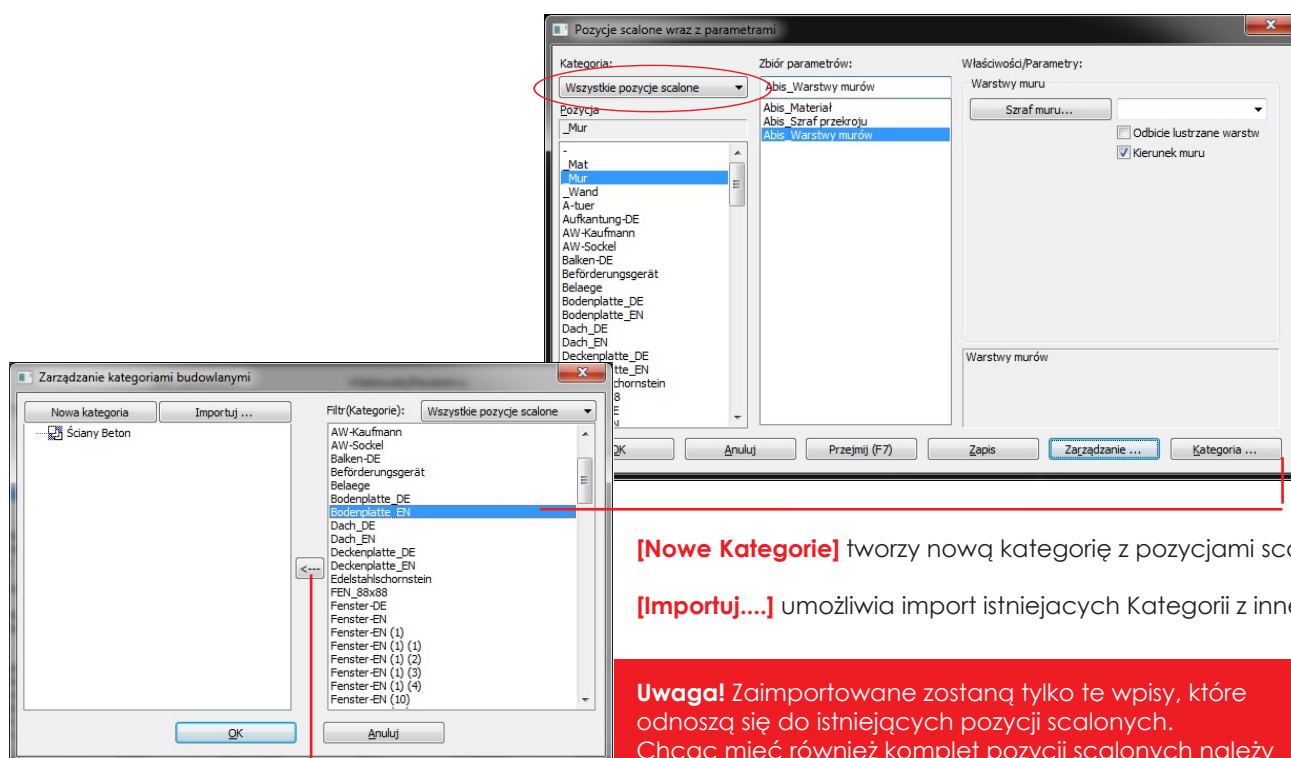 Pozycje scalone wraz z parametrami
Kategoria:
Wszystkie pozycje scalone
Pozycja
_Mur
-
_Mat
_Mur
_Wand
A-tuer
Aufkantung-DE
AW-Kaufmann
AW-Sockel
Balken-DE
Beförderungsgerät
Belaege
Bodenplatte_DE
Bodenplatte_EN
Dach_DE
Dach_EN
Deckenplatte_DE
Zbiór parametrów:
Abis_Warstwy murów
Abis_Materiał
Abis_Szraf przekroju
Abis_Warstwy murów
Właściwości/Parametry:
Warstwy muru
Szraf muru...
Odbicie lustrzane warstw
Kierunek muru
Warstwy murów
Anuluj
Przejmij (F7)
Zapis
Zarządzanie ...
Kategoria ...
Zarządzanie kategoriami budowlanymi
Nowa kategoria
Importuj ...
Ściany Beton
Filtr(Kategorie):
Wszystkie pozycje scalone
AW-Kaufmann
AW-Sockel
Balken-DE
Beförderungsgerät
Belaege
Bodenplatte_DE
Bodenplatte_EN
Dach_DE
Dach_EN
Deckenplatte_DE
Deckenplatte_EN
Edelstahlschornstein
FEN_88x88
Fenster-DE
Fenster-EN
Fenster-EN (1)
Fenster-EN (1) (1)
Fenster-EN (1) (2)
Fenster-EN (1) (3)
Fenster-EN (1) (4)
Fenster-EN (10)
<---
OK
Anuluj
[Nowe Kategorie] tworzy nową kategorię z pozycjami
[Importuj....] umożliwia import istniejacych Kategorii z
Uwaga! Zaimportowane zostaną tylko te wpisy, które
odnoszą się do istniejących pozycji scalonych.
Chcąc mieć również komplet pozycji scalonych należy